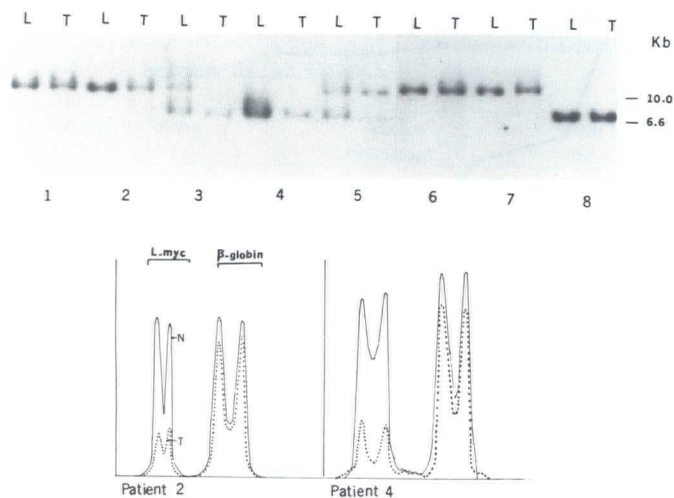 L T L T L T L T L T L T L T L T
Kb
10.0
6.6
1 2 3 4 5 6 7 8
L-myc β-globin
N
T
Patient 2 Patient 4